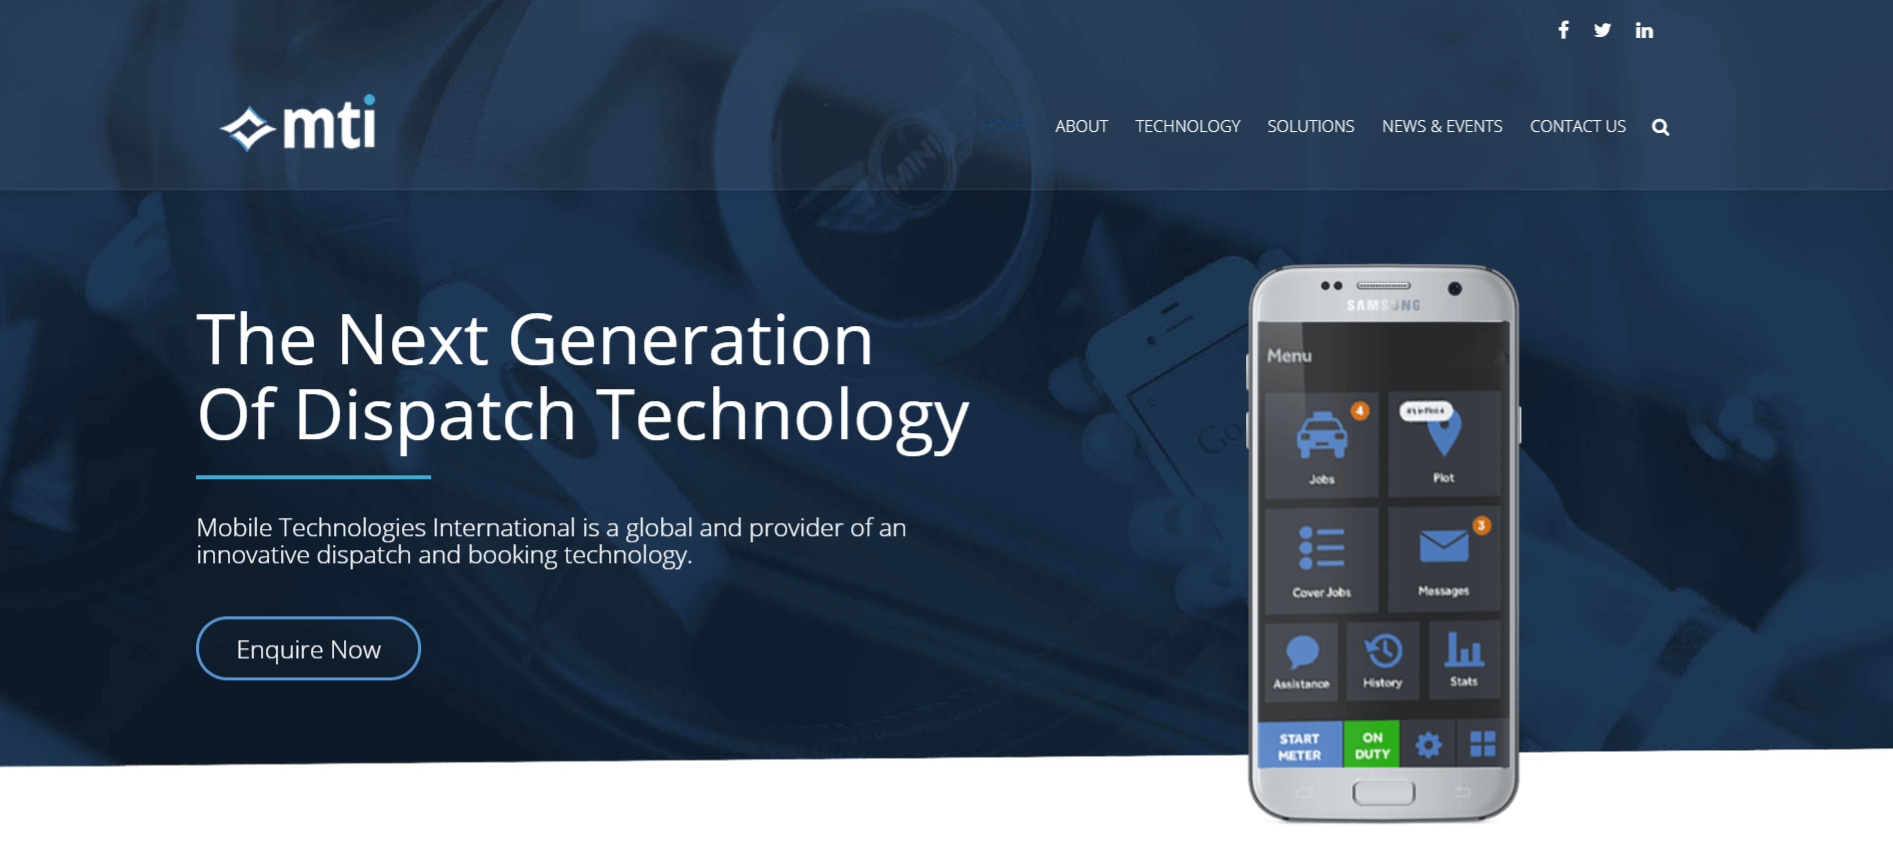 mti
HOME ABOUT TECHNOLOGY SOLUTIONS NEWS & EVENTS CONTACT US
MINI
The Next Generation
Of Dispatch Technology
Mobile Technologies International is a global and provider of an
innovative dispatch and booking technology.
Enquire Now
SAMSUNG
Menu
4
Jobs
Plot
3
Cover Jobs
Messages
Assistance
History
Stats
START
METER
ON
DUTY